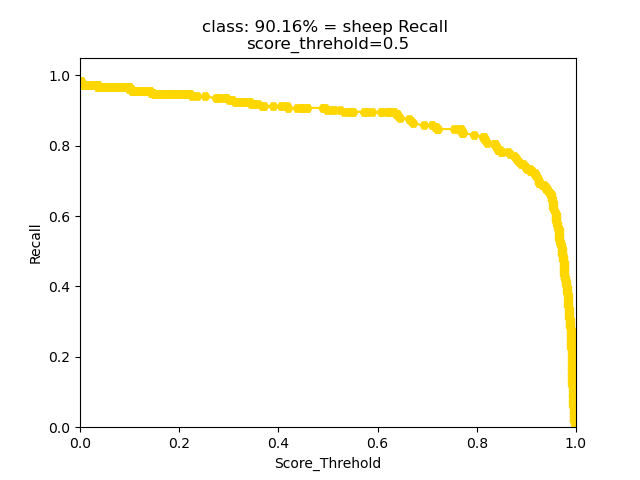 class: 90.16% = sheep Recall
score_threhold=0.5
1.0
0.8
0.6
0.4
0.2
0.0
Recall
0.0 0.2 0.4 0.6 0.8 1.0
Score_Threhold